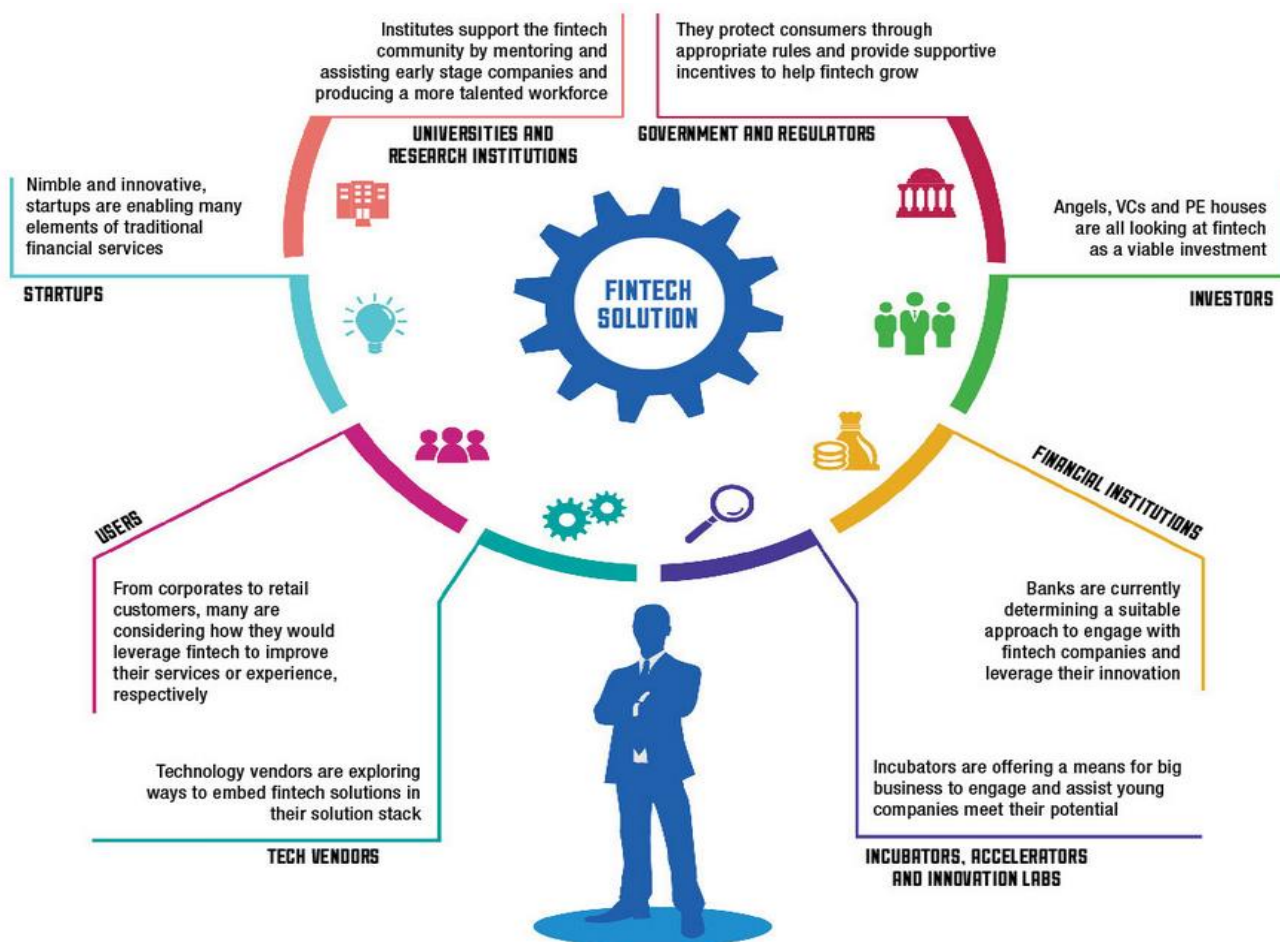 Institutes support the fintech
community by mentoring and
assisting early stage companies and
producing a more talented workforce
UNIVERSITIES AND
RESEARCH INSTITUTIONS
They protect consumers through
appropriate rules and provide supportive
incentives to help fintech grow
GOVERNMENT AND REGULATORS
Nimble and innovative,
startups are enabling many
elements of traditional
financial services
STARTUPS
Angels, VCs and PE houses
are all looking at fintech
as a viable investment
INVESTORS
FINTECH
SOLUTION
USERS
From corporates to retail
customers, many are
considering how they would
leverage fintech to improve
their services or experience,
respectively
FINANCIAL INSTITUTIONS
Banks are currently
determining a suitable
approach to engage with
fintech companies and
leverage their innovation
Technology vendors are exploring
ways to embed fintech solutions in
their solution stack
TECH VENDORS
Incubators are offering a means for big
business to engage and assist young
companies meet their potential
INCUBATORS, ACCELERATORS
AND INNOVATION LABS